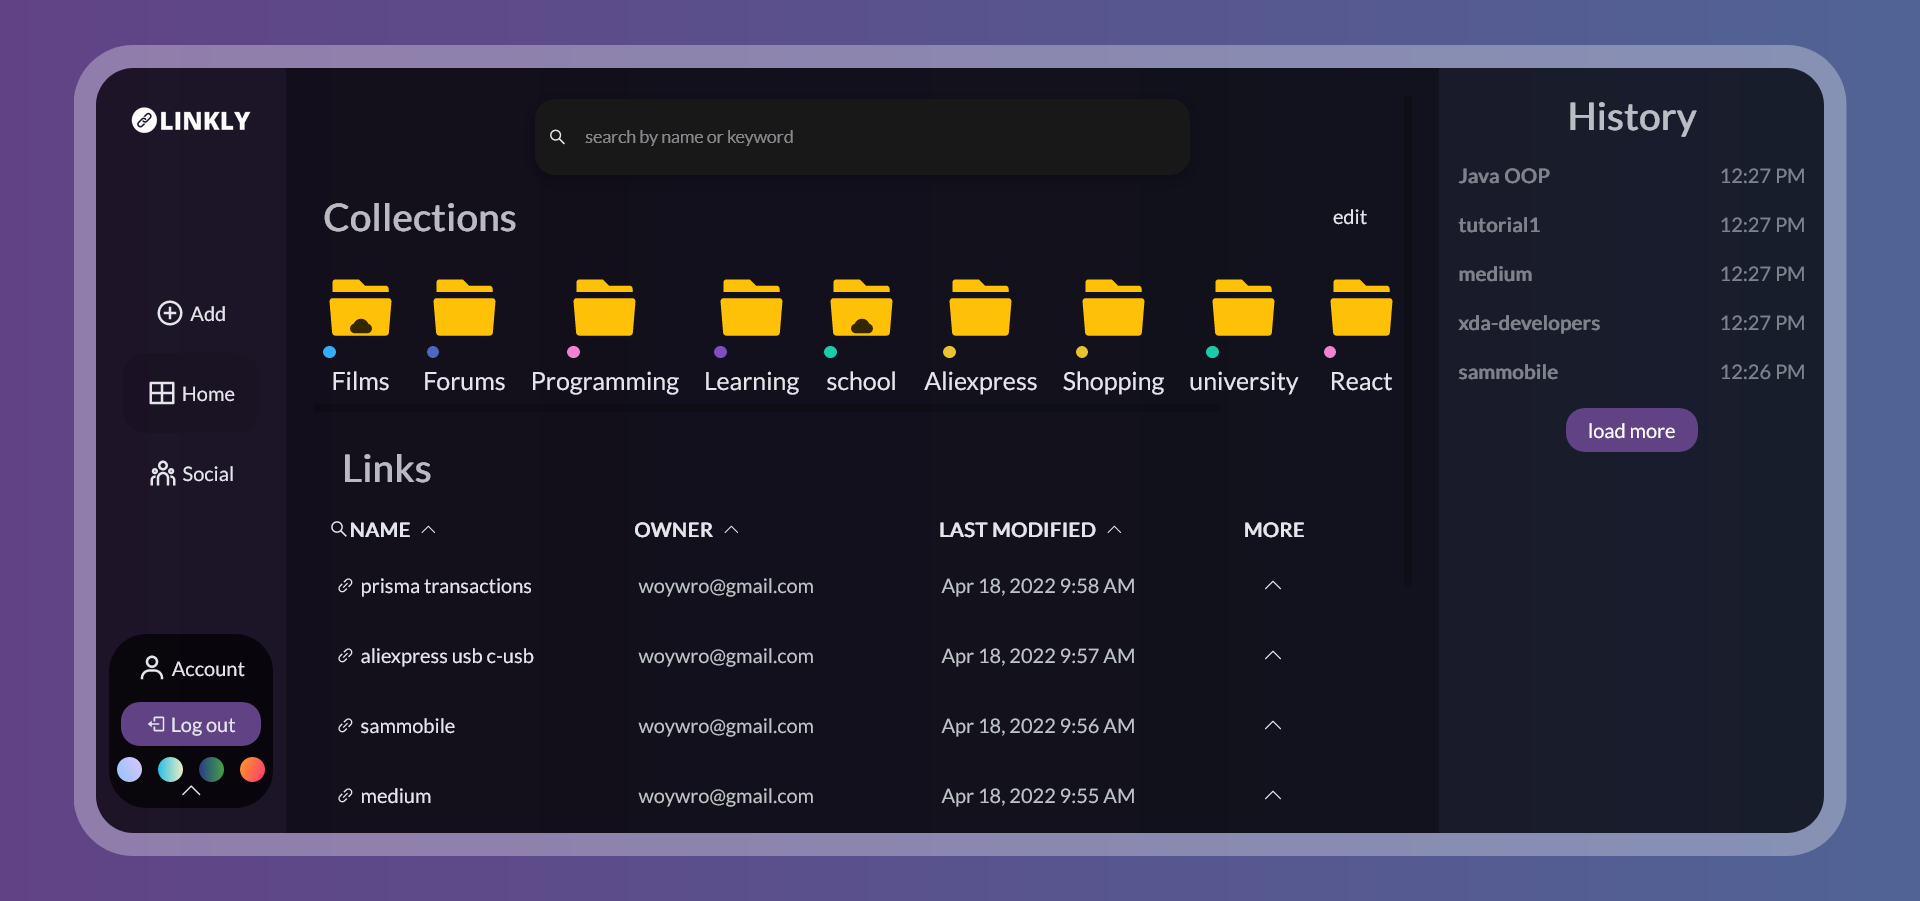 LINKLY
Add
Home
Social
Account
Log out
search by name or keyword
Collections
edit
Films Forums Programming Learning school Aliexpress Shopping university React
Links
NAME OWNER LAST MODIFIED MORE
prisma transactions woywro@gmail.com Apr 18, 2022 9:58 AM
aliexpress usb c-usb woywro@gmail.com Apr 18, 2022 9:57 AM
sammobile woywro@gmail.com Apr 18, 2022 9:56 AM
medium woywro@gmail.com Apr 18, 2022 9:55 AM
History
Java OOP 12:27 PM
tutorial1 12:27 PM
medium 12:27 PM
xda-developers 12:27 PM
sammobile 12:26 PM
load more